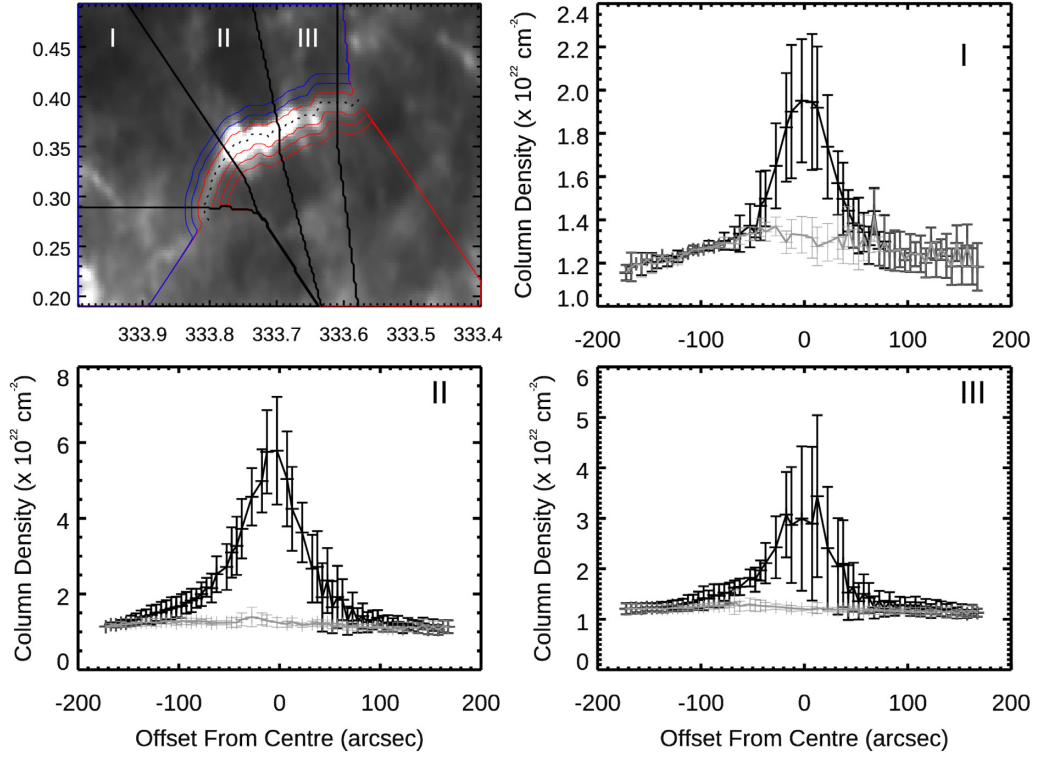 I II III
0.45
0.40
0.35
0.30
0.25
0.20
333.9 333.8 333.7 333.6 333.5 333.4
I
2.4
2.2
2.0
1.8
1.6
1.4
1.2
1.0
Column Density (x 10²² cm⁻²)
-200 -100 0 100 200
II
8
6
4
2
0
Column Density (x 10²² cm⁻²)
-200 -100 0 100 200
Offset From Centre (arcsec)
III
6
5
4
3
2
1
0
Column Density (x 10²² cm⁻²)
-200 -100 0 100 200
Offset From Centre (arcsec)